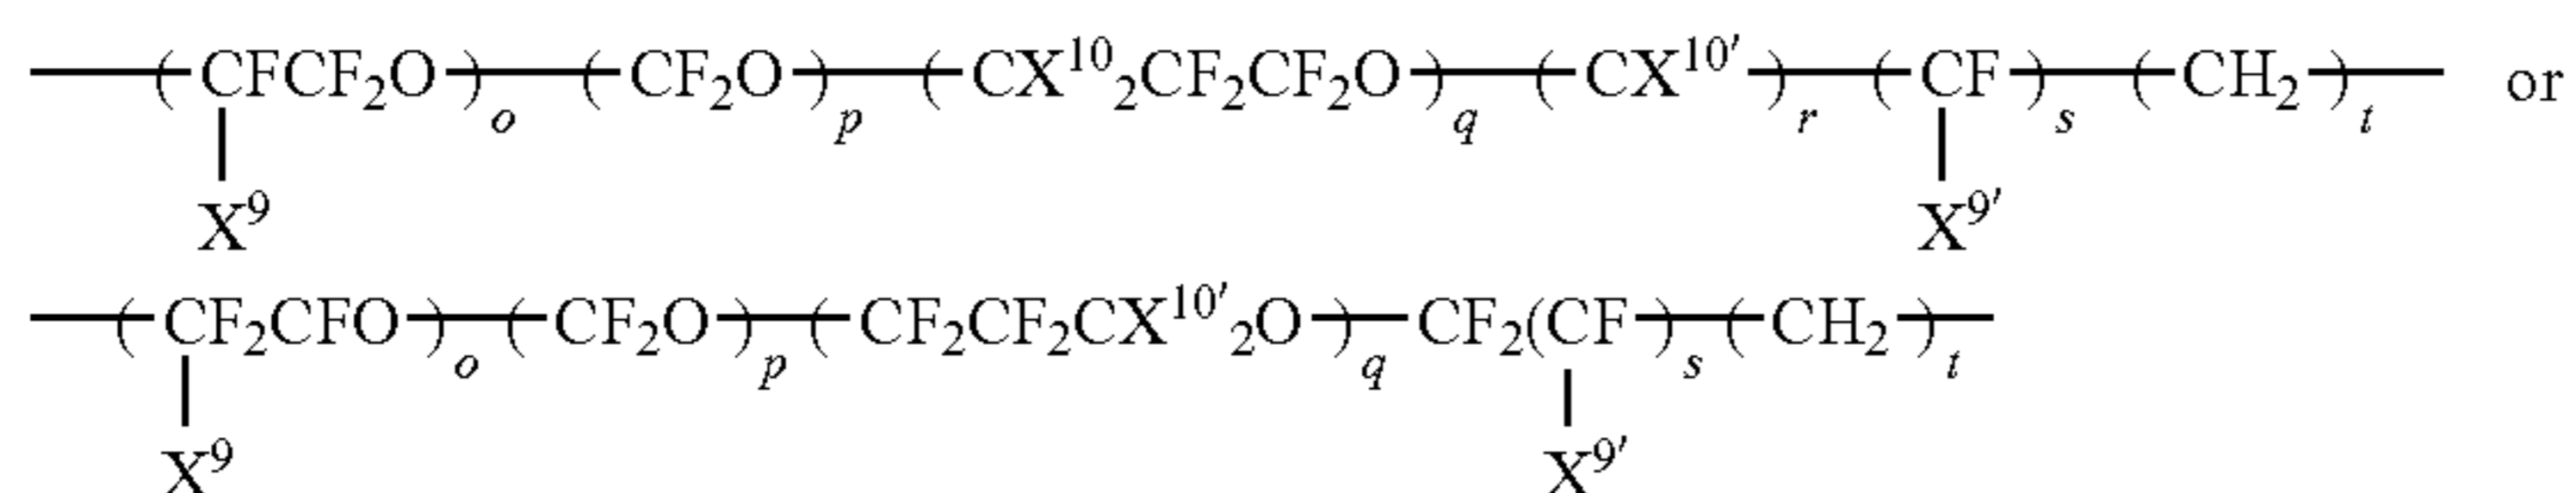 —(CFCF₂O)ₒ—(CF₂O)ₚ—(CX¹⁰₂CF₂CF₂O)q—(CX¹⁰′)ᵣ—(CF)ₛ—(CH₂)ₜ— or
X⁹ X⁹′
—(CF₂CFO)ₒ—(CF₂O)ₚ—(CF₂CF₂CX¹⁰′₂O)q—CF₂(CF)ₛ—(CH₂)ₜ—
X⁹ X⁹′